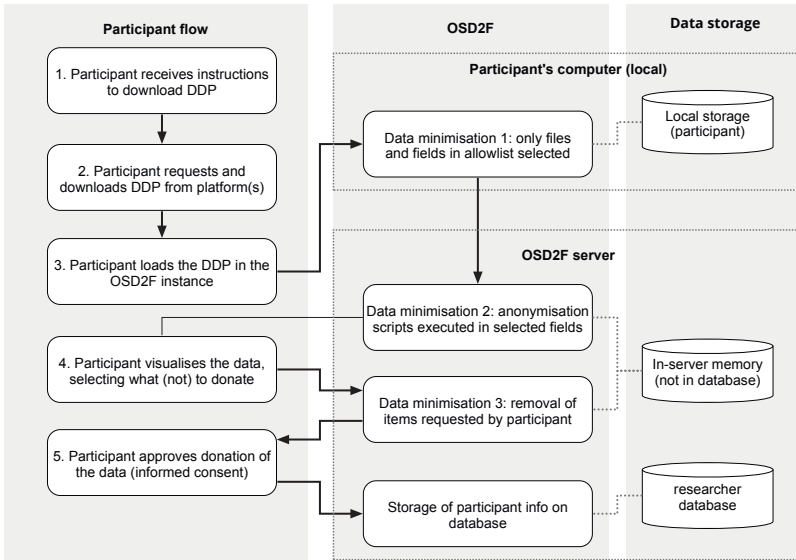 Participant flow
OSD2F
Data storage
Participant's computer (local)
1. Participant receives instructions
to download DDP
Data minimisation 1: only files
and fields in allowlist selected
Local storage
(participant)
2. Participant requests and
downloads DDP from platform(s)
3. Participant loads the DDP in the
OSD2F instance
OSD2F server
Data minimisation 2: anonymisation
scripts executed in selected fields
4. Participant visualises the data,
selecting what (not) to donate
In-server memory
(not in database)
Data minimisation 3: removal of
items requested by participant
5. Participant approves donation of
the data (informed consent)
Storage of participant info on
database
researcher
database